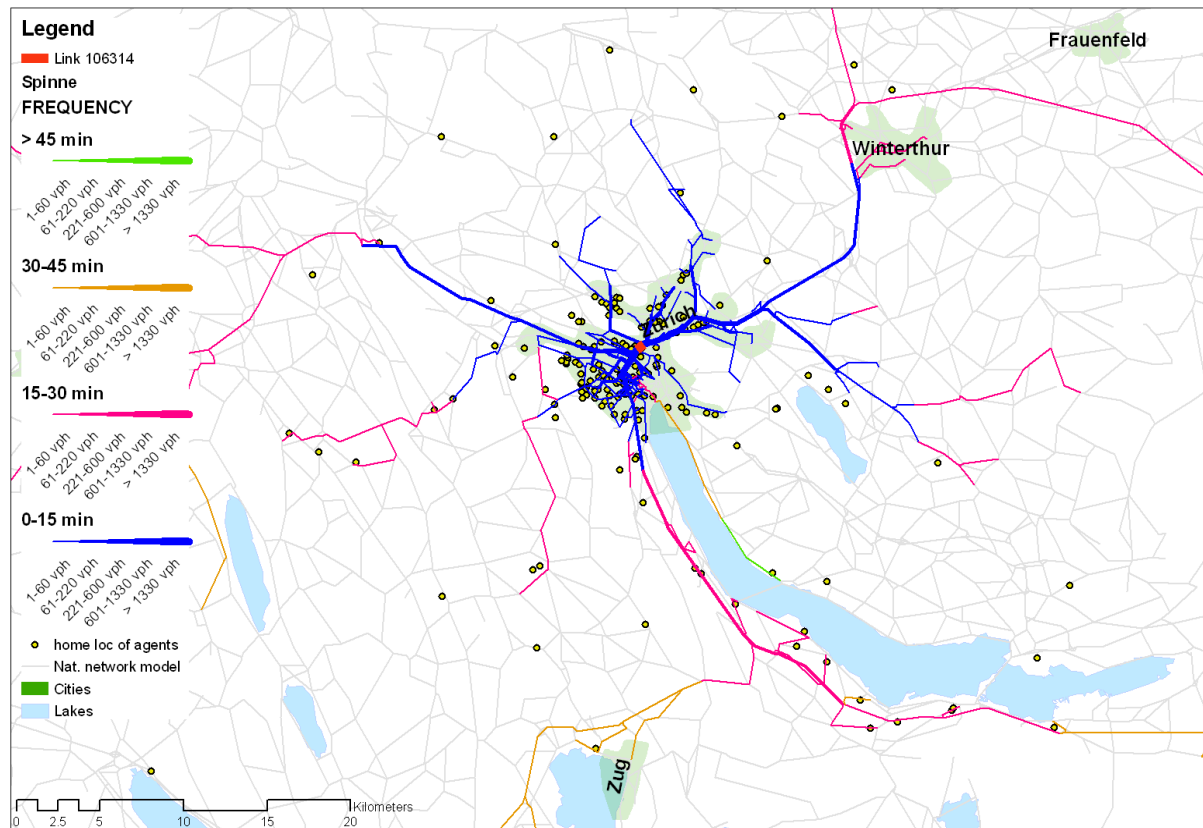 Legend
Link 106314
Spinne
FREQUENCY
> 45 min
1-60 vph
61-220 vph
221-600 vph
601-1330 vph
> 1330 vph
30-45 min
1-60 vph
61-220 vph
221-600 vph
601-1330 vph
> 1330 vph
15-30 min
1-60 vph
61-220 vph
221-600 vph
601-1330 vph
> 1330 vph
0-15 min
1-60 vph
61-220 vph
221-600 vph
601-1330 vph
> 1330 vph
home loc of agents
Nat. network model
Cities
Lakes
Kilometers
0 2.5 5 10 15 20
Frauenfeld
Winterthur
Zürich
Zug